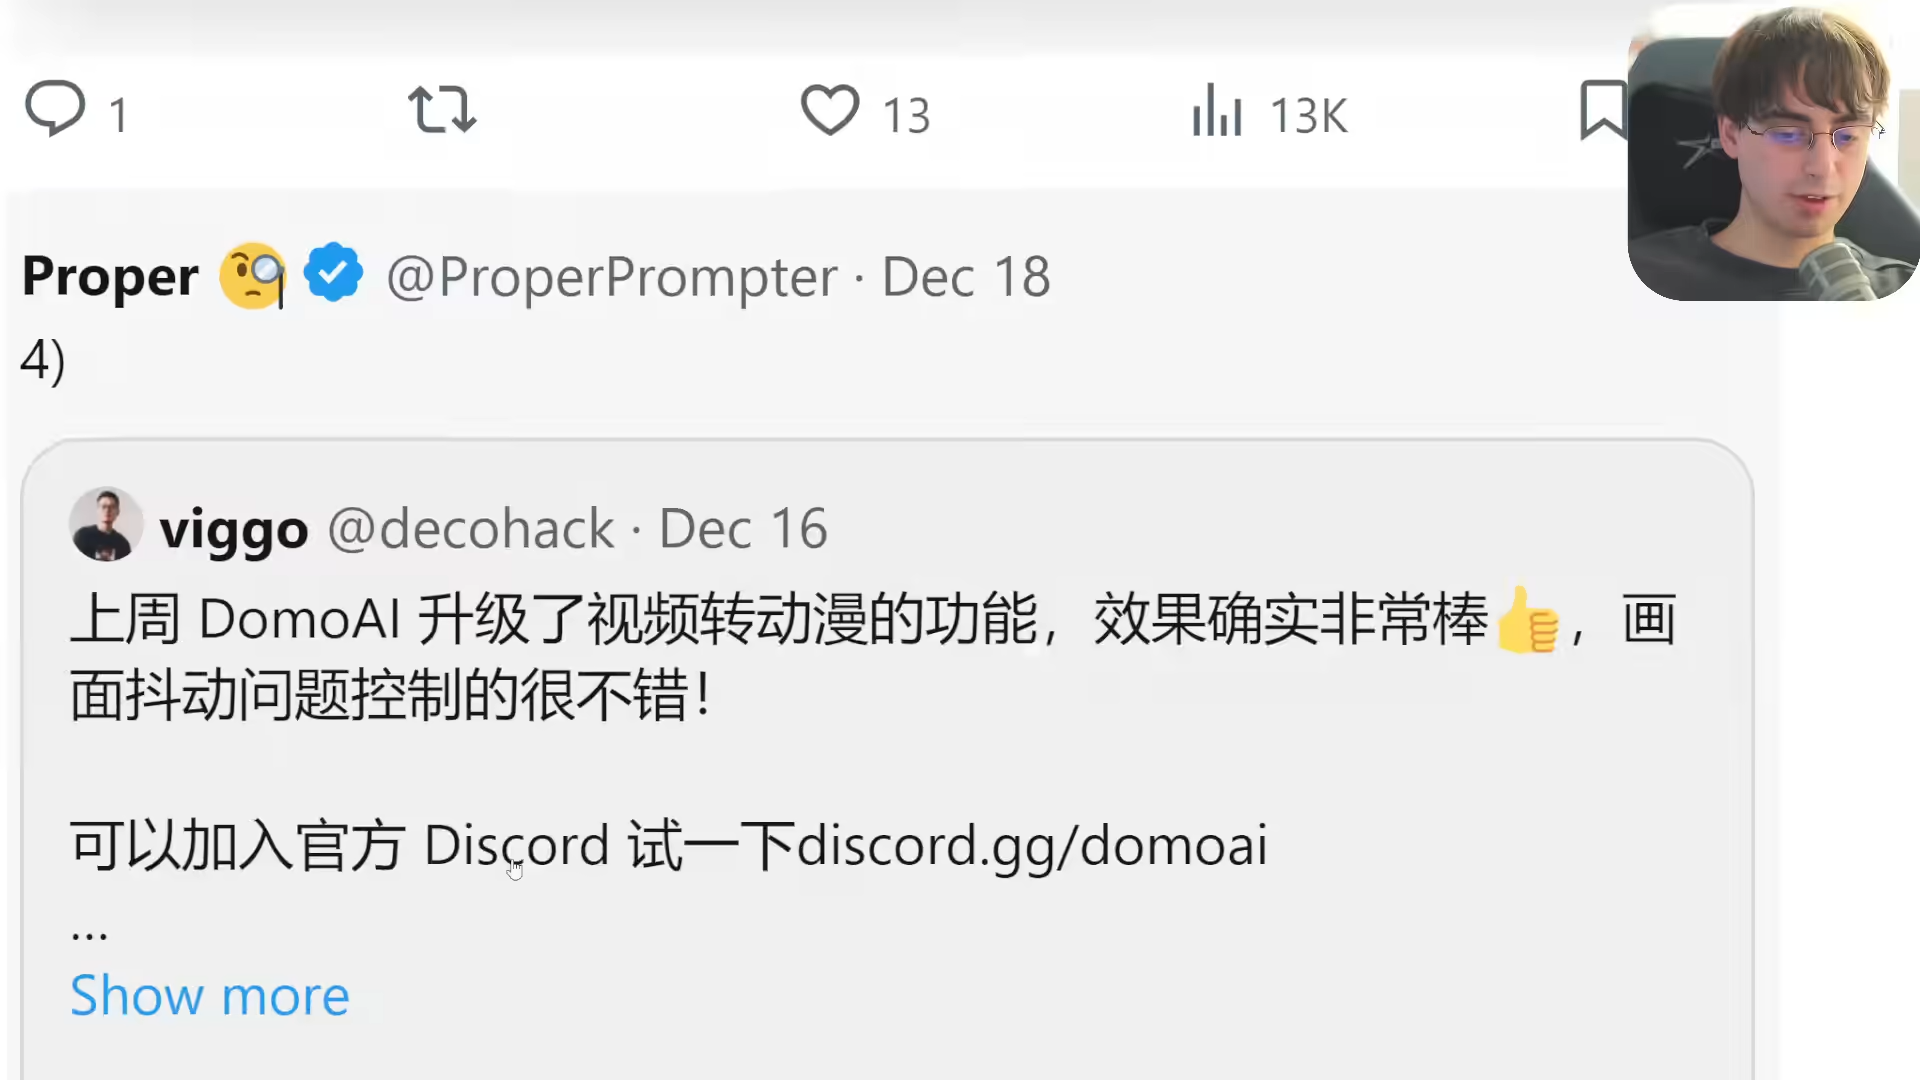 1 13 13K
Proper 🧐 @ProperPrompter · Dec 18
4)
viggo @decohack · Dec 16
上周 DomoAI 升级了视频转动漫的功能，效果确实非常棒👍，画
面抖动问题控制的很不错！
可以加入官方 Discord 试一下discord.gg/domoai
...
Show more